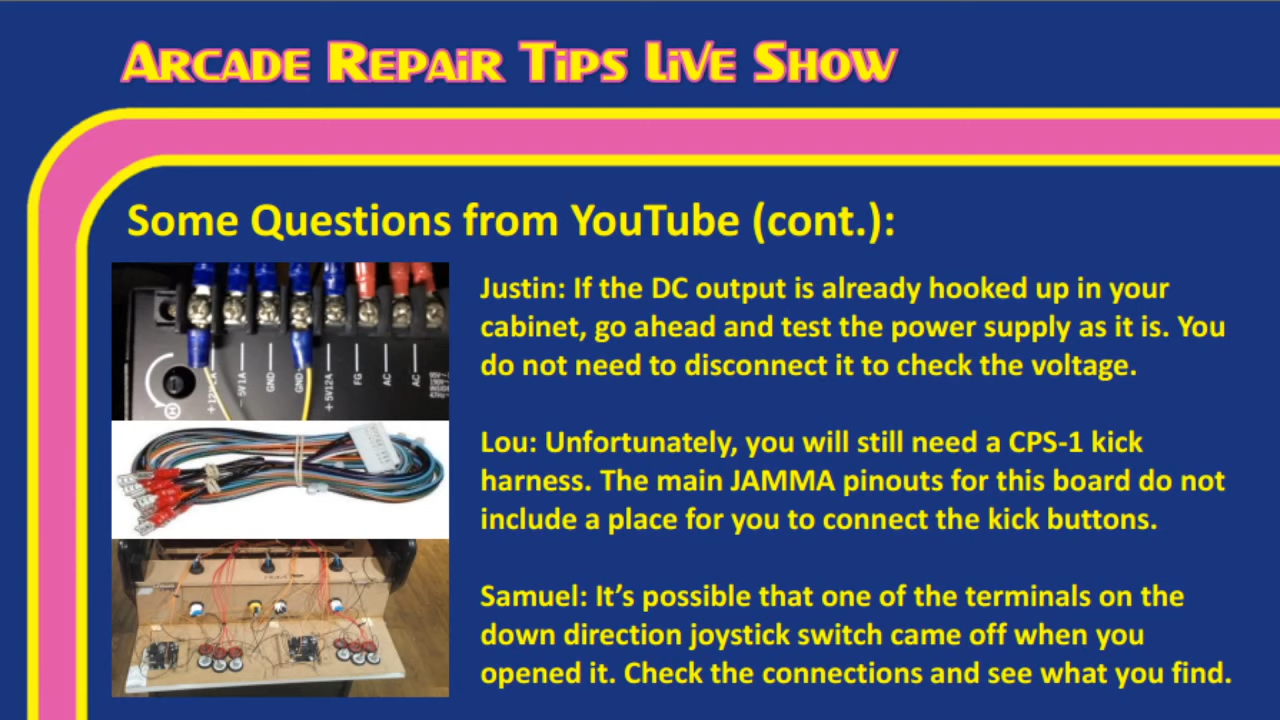 ARCADE REPAIR TIPS LIVE SHOW
Some Questions from YouTube (cont.):
Justin: If the DC output is already hooked up in your
cabinet, go ahead and test the power supply as it is. You
do not need to disconnect it to check the voltage.
Lou: Unfortunately, you will still need a CPS-1 kick
harness. The main JAMMA pinouts for this board do not
include a place for you to connect the kick buttons.
Samuel: It’s possible that one of the terminals on the
down direction joystick switch came off when you
opened it. Check the connections and see what you find.
-5V 1A
GND
GND
+5V12A
FG
AC
AC